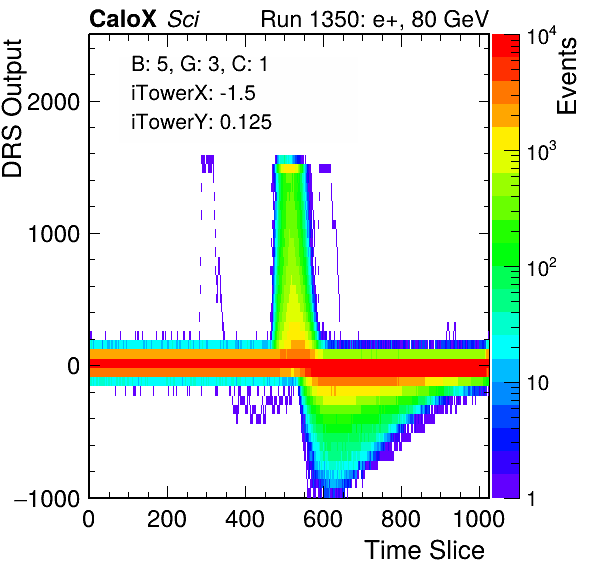 CaloX Sci Run 1350: e+, 80 GeV
B: 5, G: 3, C: 1
iTowerX: -1.5
iTowerY: 0.125
DRS Output
2000
1000
0
−1000
0 200 400 600 800 1000
Time Slice
Events
10^4
10^3
10^2
10
1